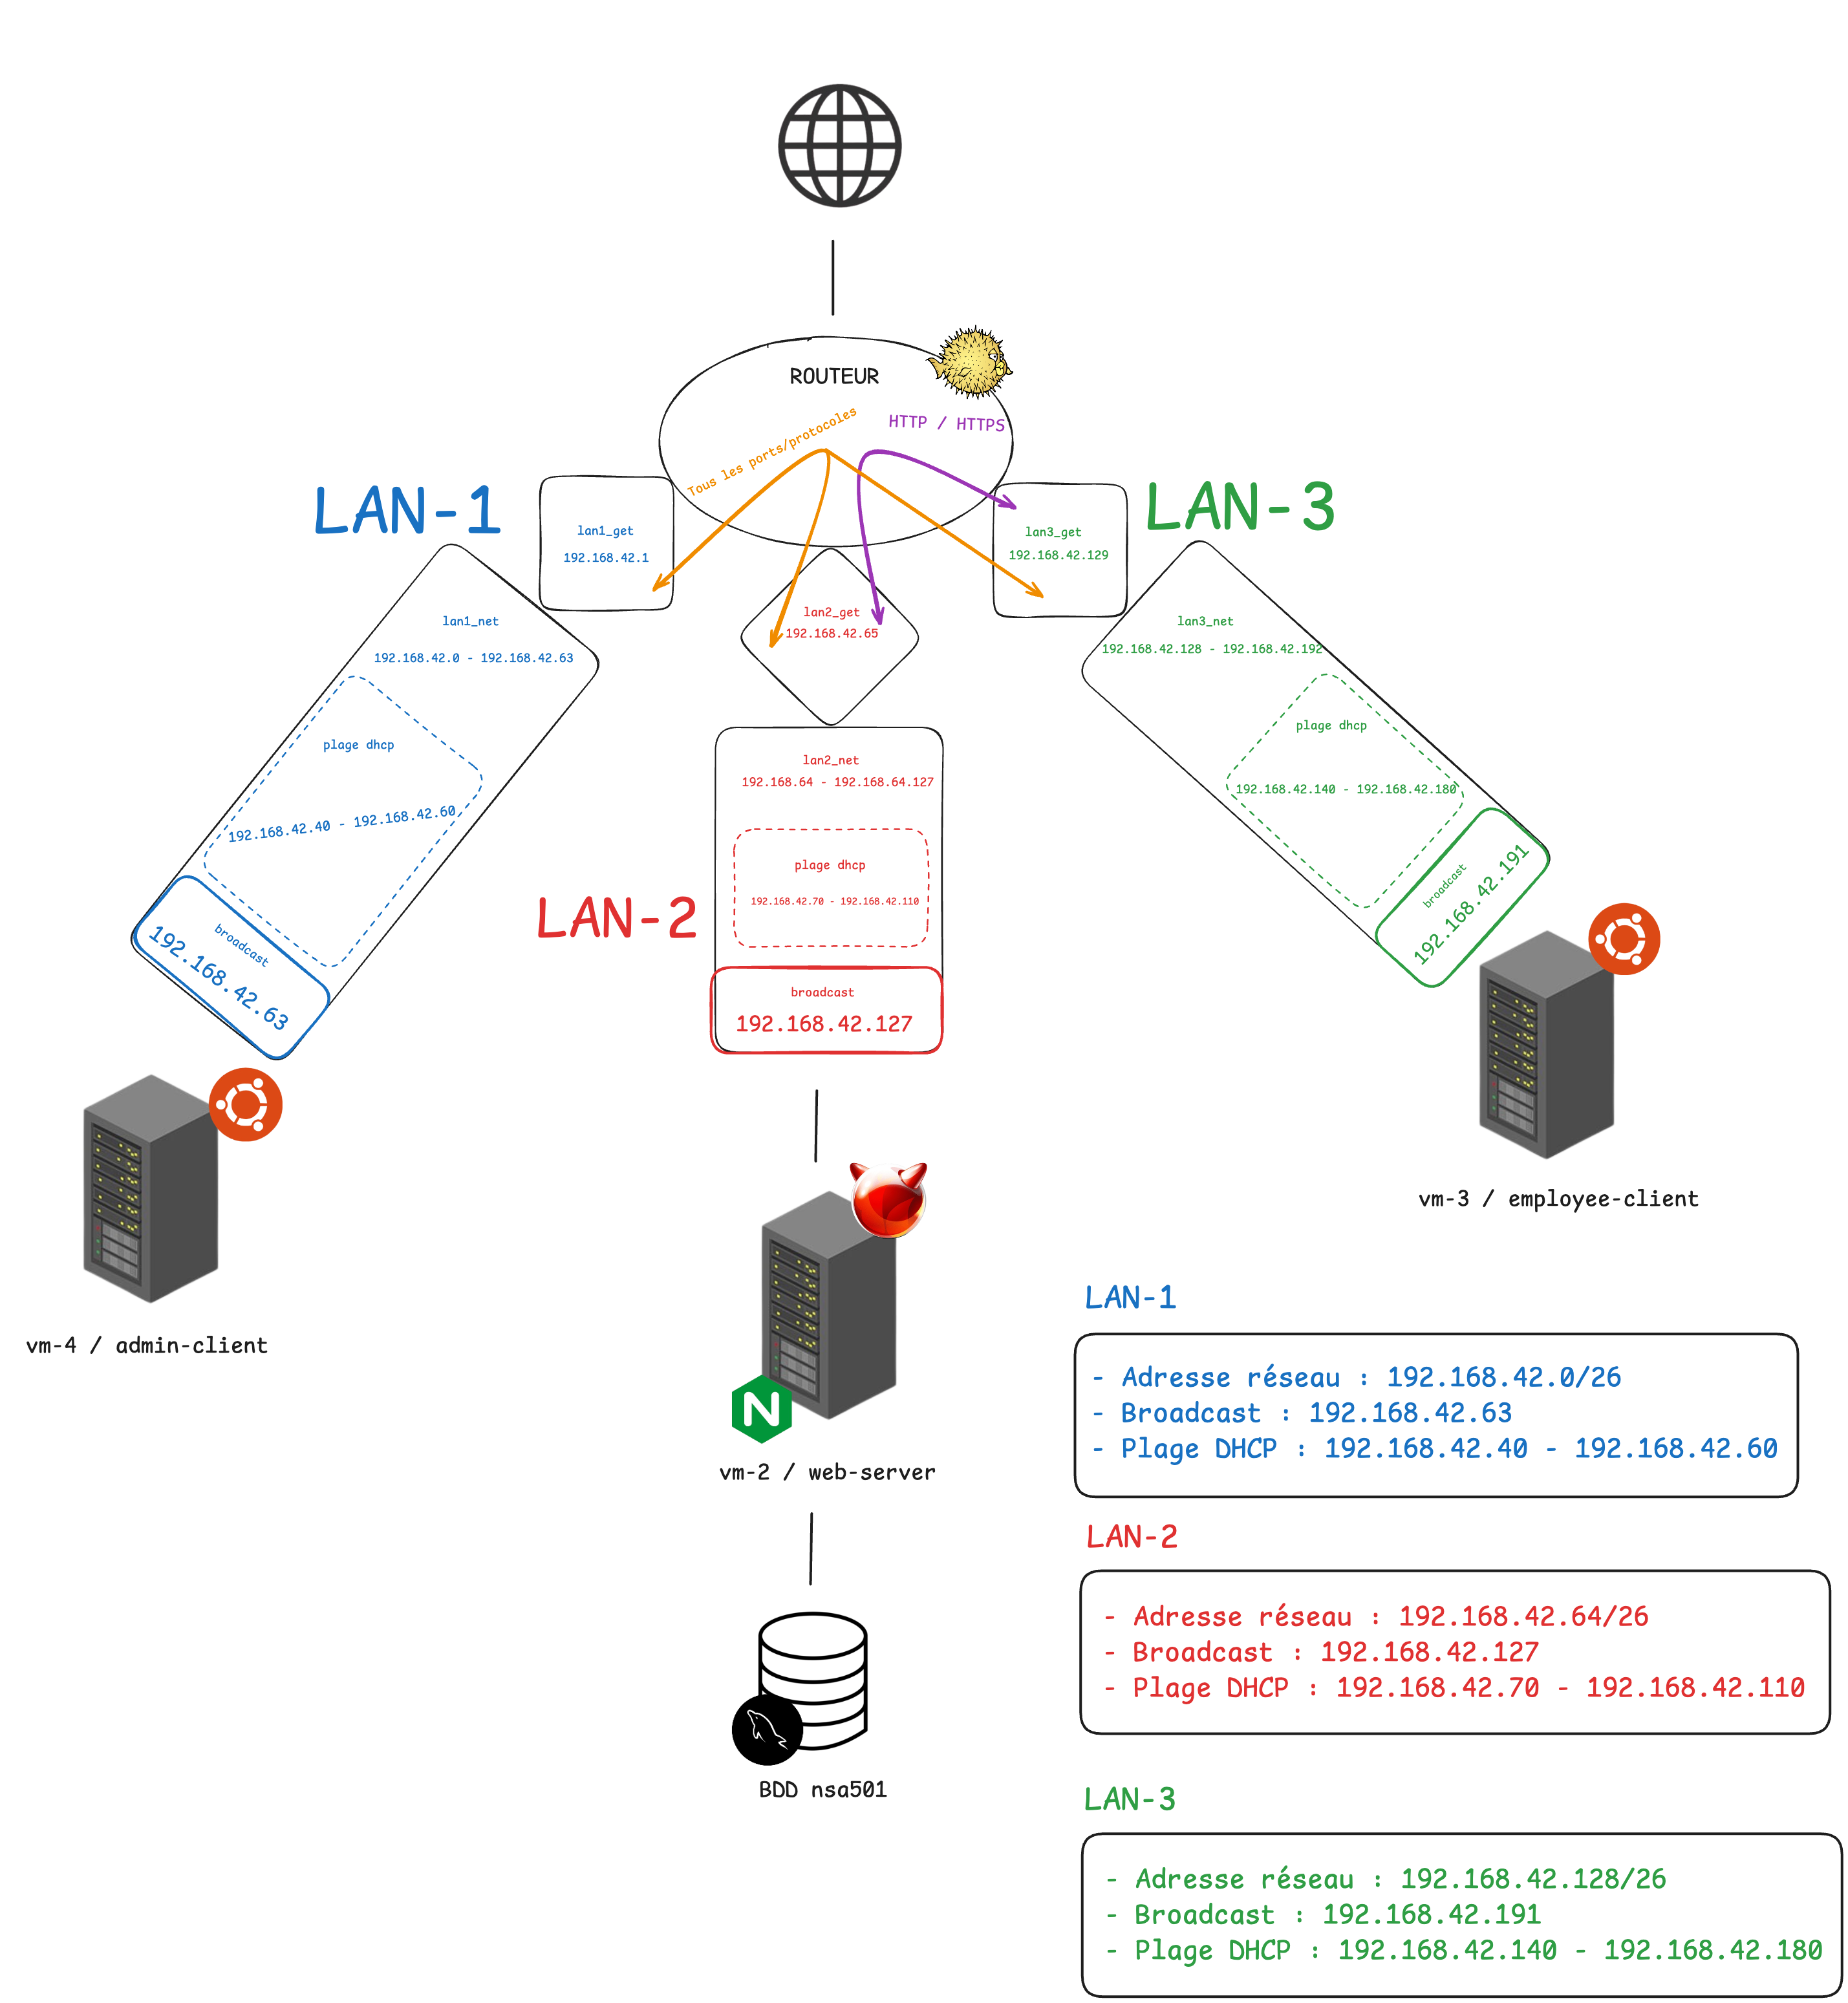 ROUTEUR
Tous les ports/protocoles
HTTP / HTTPS
LAN-1
lan1_get
192.168.42.1
lan1_net
192.168.42.0 - 192.168.42.63
plage dhcp
192.168.42.40 - 192.168.42.60
broadcast
192.168.42.63
vm-4 / admin-client
lan2_get
192.168.42.65
lan2_net
192.168.64 - 192.168.64.127
plage dhcp
192.168.42.70 - 192.168.42.110
LAN-2
broadcast
192.168.42.127
N
vm-2 / web-server
BDD nsa501
LAN-3
lan3_get
192.168.42.129
lan3_net
192.168.42.128 - 192.168.42.192
plage dhcp
192.168.42.140 - 192.168.42.180
broadcast
192.168.42.191
vm-3 / employee-client
LAN-1
- Adresse réseau : 192.168.42.0/26
- Broadcast : 192.168.42.63
- Plage DHCP : 192.168.42.40 - 192.168.42.60
LAN-2
- Adresse réseau : 192.168.42.64/26
- Broadcast : 192.168.42.127
- Plage DHCP : 192.168.42.70 - 192.168.42.110
LAN-3
- Adresse réseau : 192.168.42.128/26
- Broadcast : 192.168.42.191
- Plage DHCP : 192.168.42.140 - 192.168.42.180